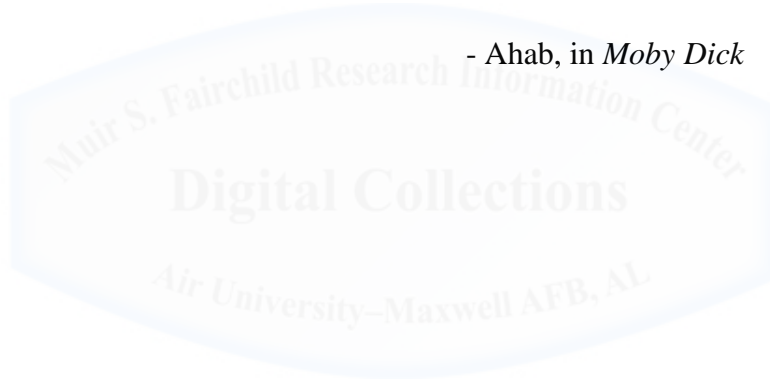 - Ahab, in Moby Dick
Muir S. Fairchild Research Information Center
Digital Collections
Air University–Maxwell AFB, AL